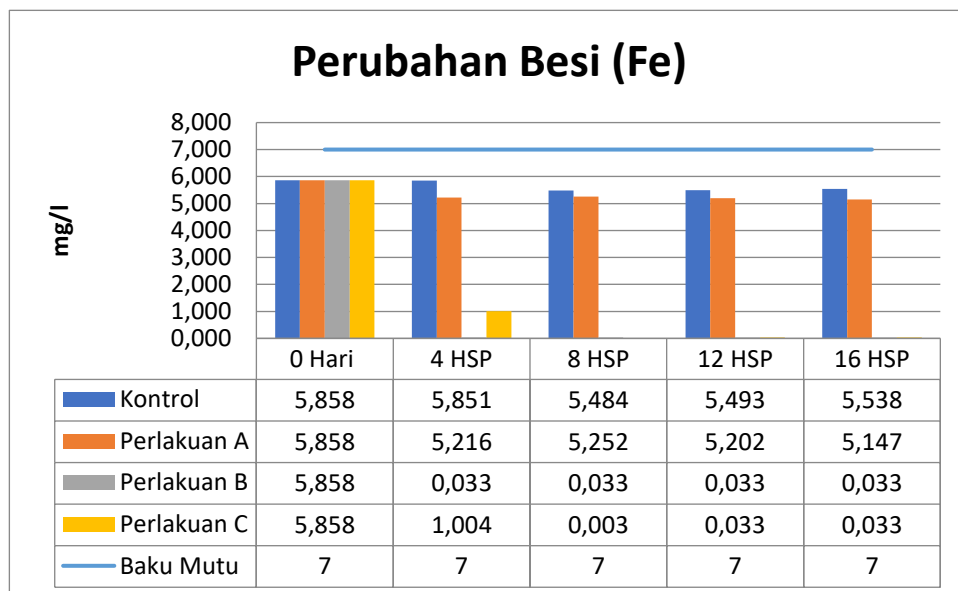 Perubahan Besi (Fe)
mg/l
8,000
7,000
6,000
5,000
4,000
3,000
2,000
1,000
0,000
0 Hari 4 HSP 8 HSP 12 HSP 16 HSP
Kontrol 5,858 5,851 5,484 5,493 5,538
Perlakuan A 5,858 5,216 5,252 5,202 5,147
Perlakuan B 5,858 0,033 0,033 0,033 0,033
Perlakuan C 5,858 1,004 0,003 0,033 0,033
Baku Mutu 7 7 7 7 7